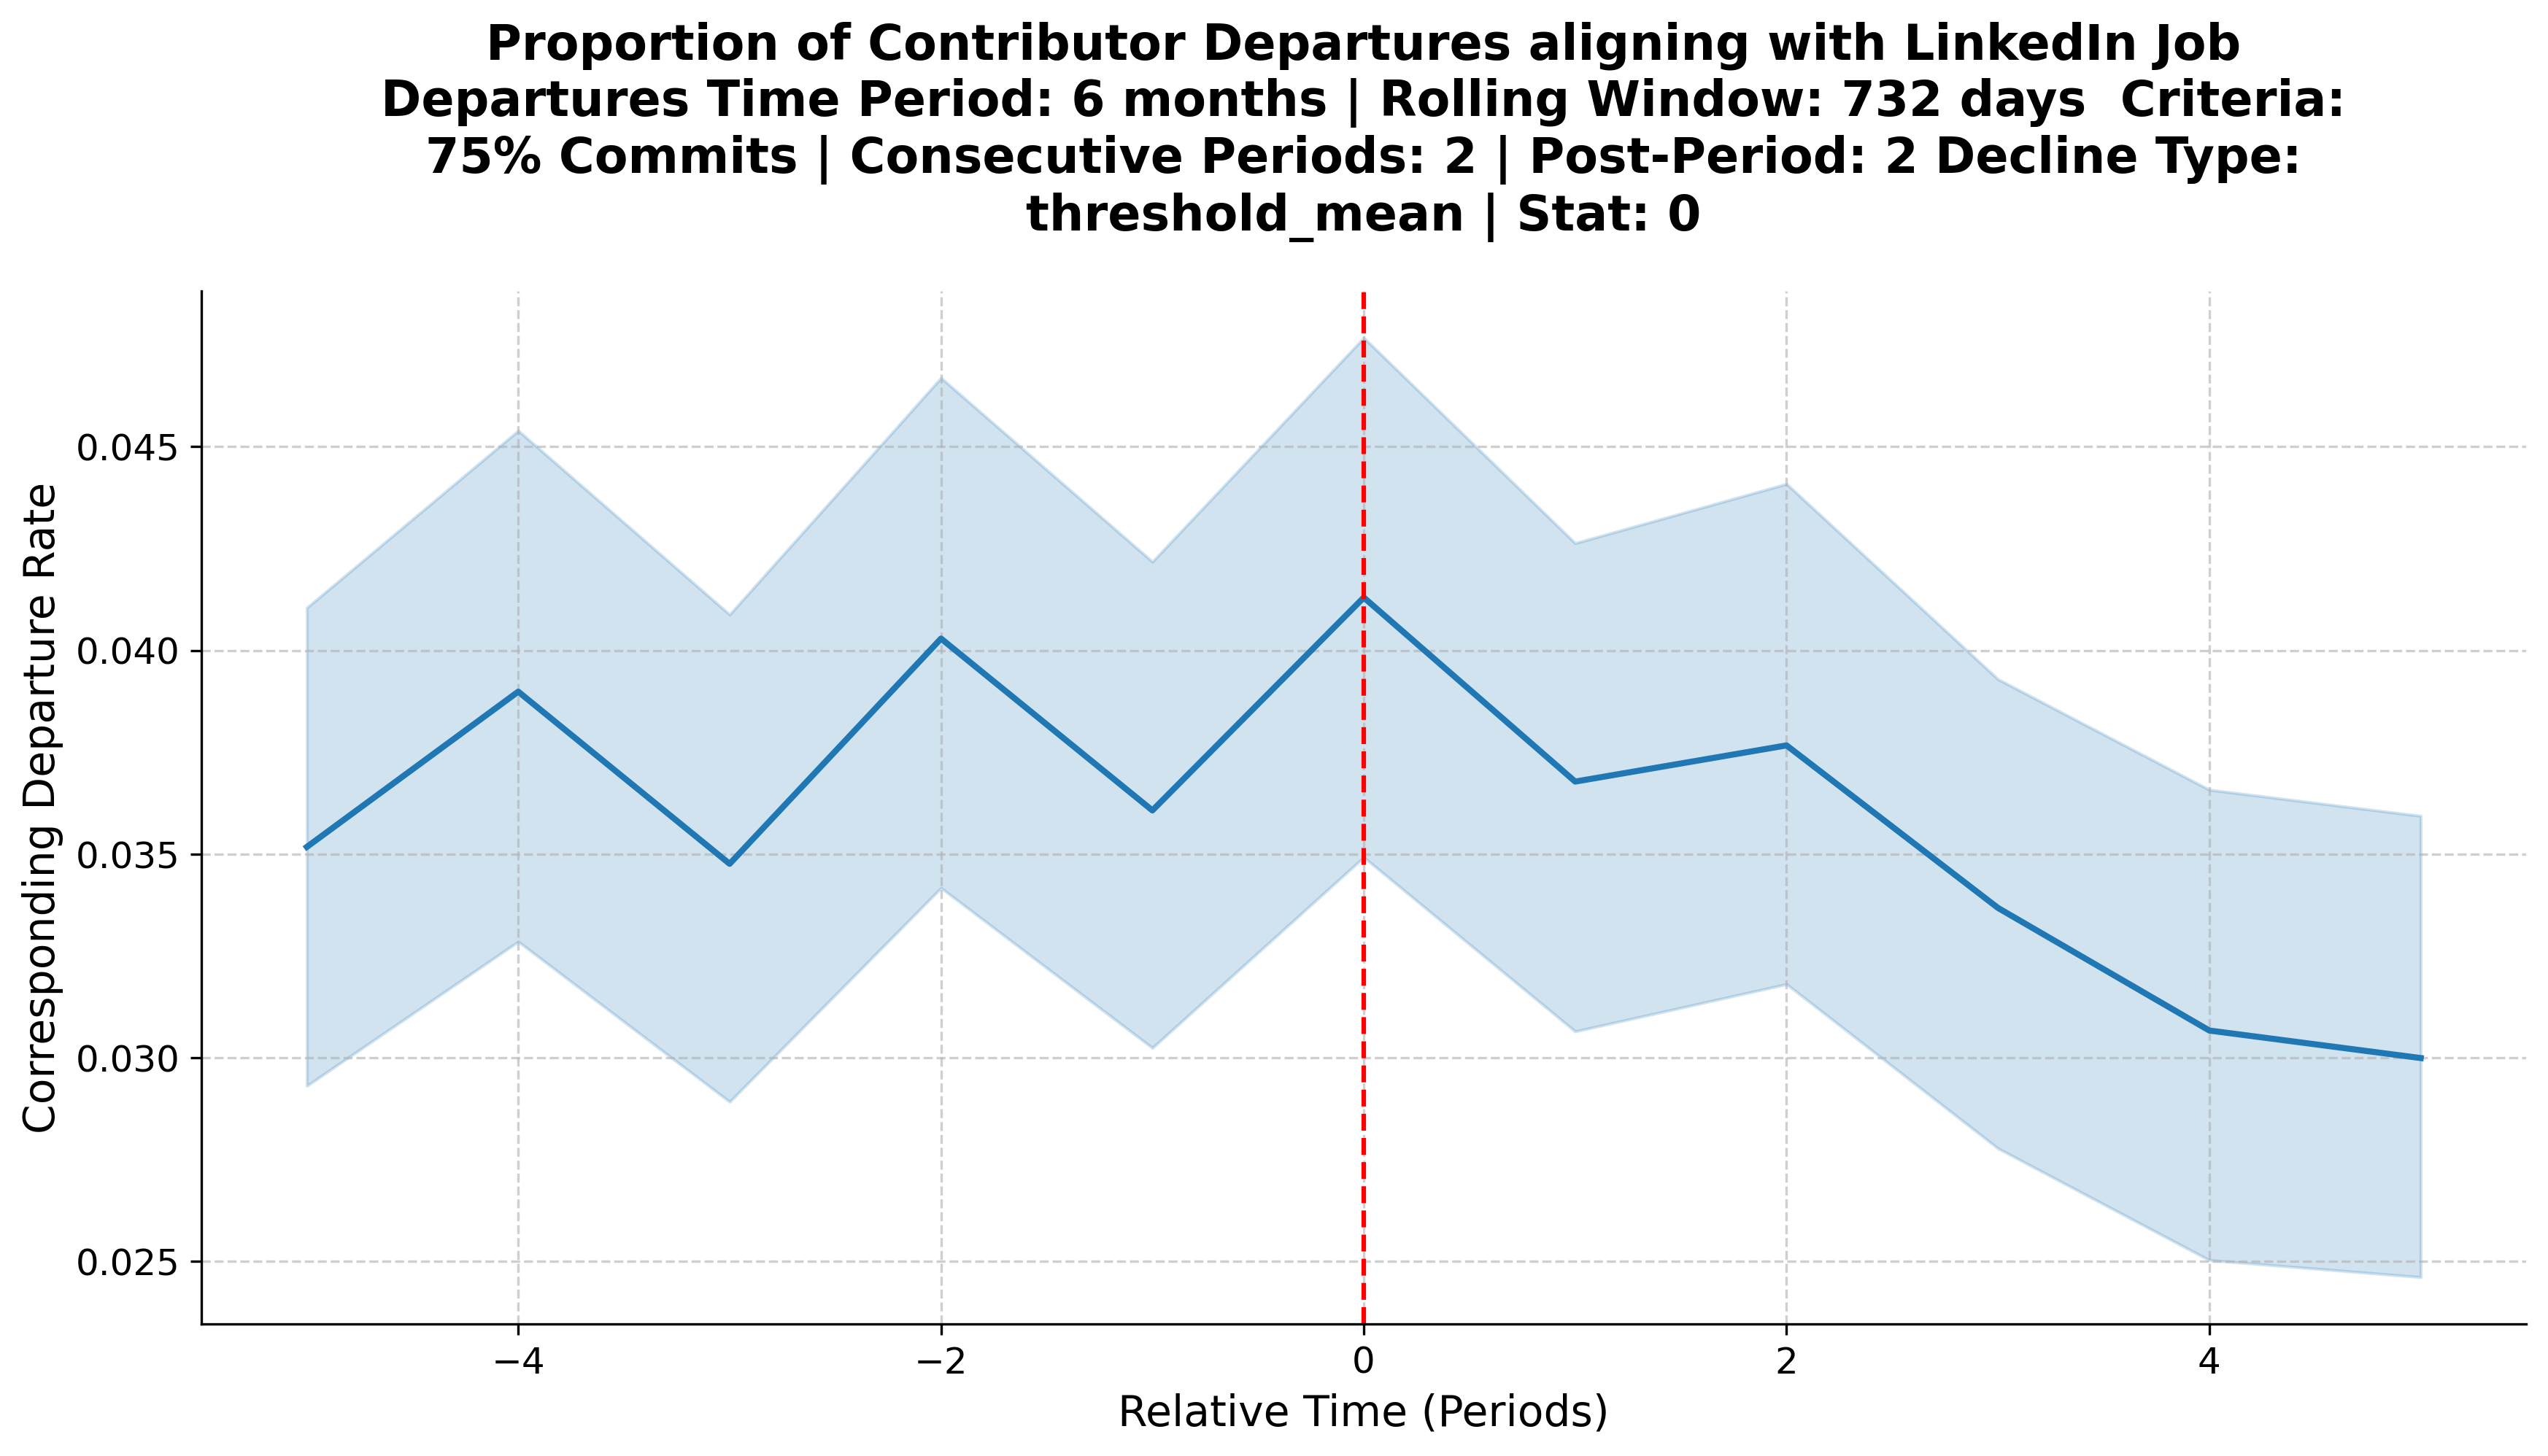 Proportion of Contributor Departures aligning with LinkedIn Job
Departures Time Period: 6 months | Rolling Window: 732 days  Criteria:
75% Commits | Consecutive Periods: 2 | Post-Period: 2 Decline Type:
threshold_mean | Stat: 0
Corresponding Departure Rate
0.045
0.040
0.035
0.030
0.025
−4
−2
0
2
4
Relative Time (Periods)